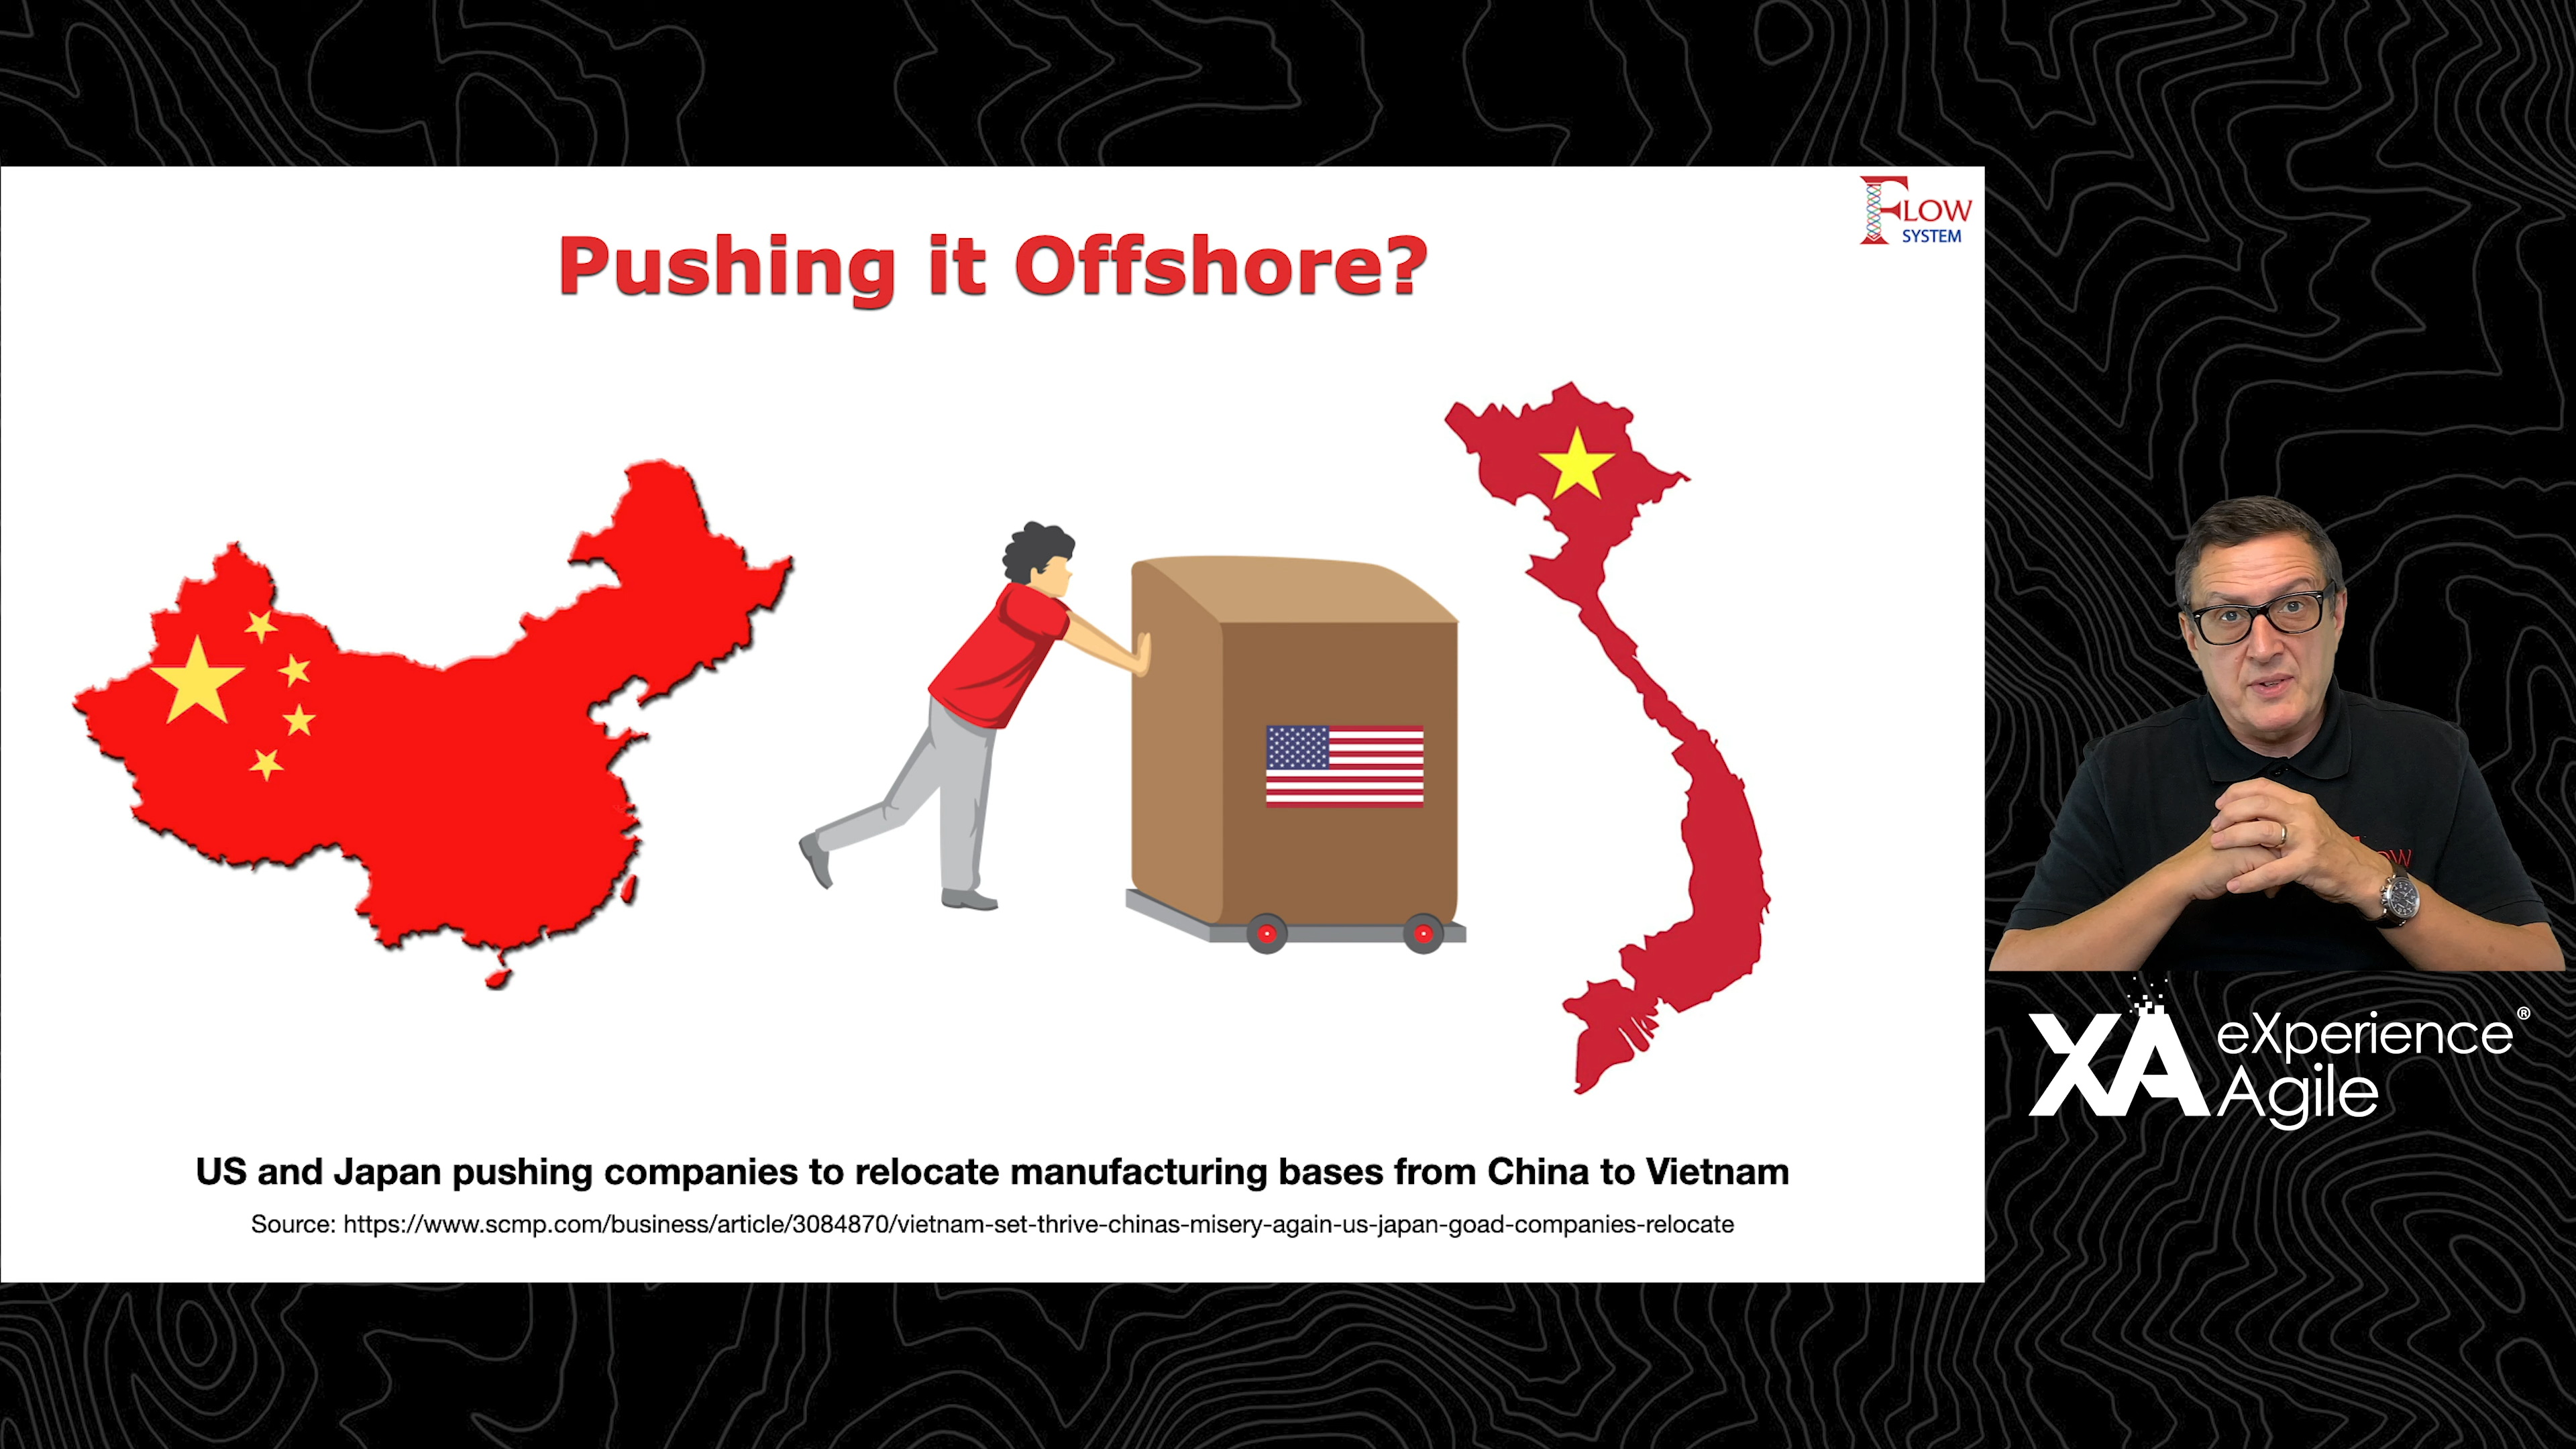 FLOW
SYSTEM
Pushing it Offshore?
US and Japan pushing companies to relocate manufacturing bases from China to Vietnam
Source: https://www.scmp.com/business/article/3084870/vietnam-set-thrive-chinas-misery-again-us-japan-goad-companies-relocate
OW
XA eXperience®
Agile